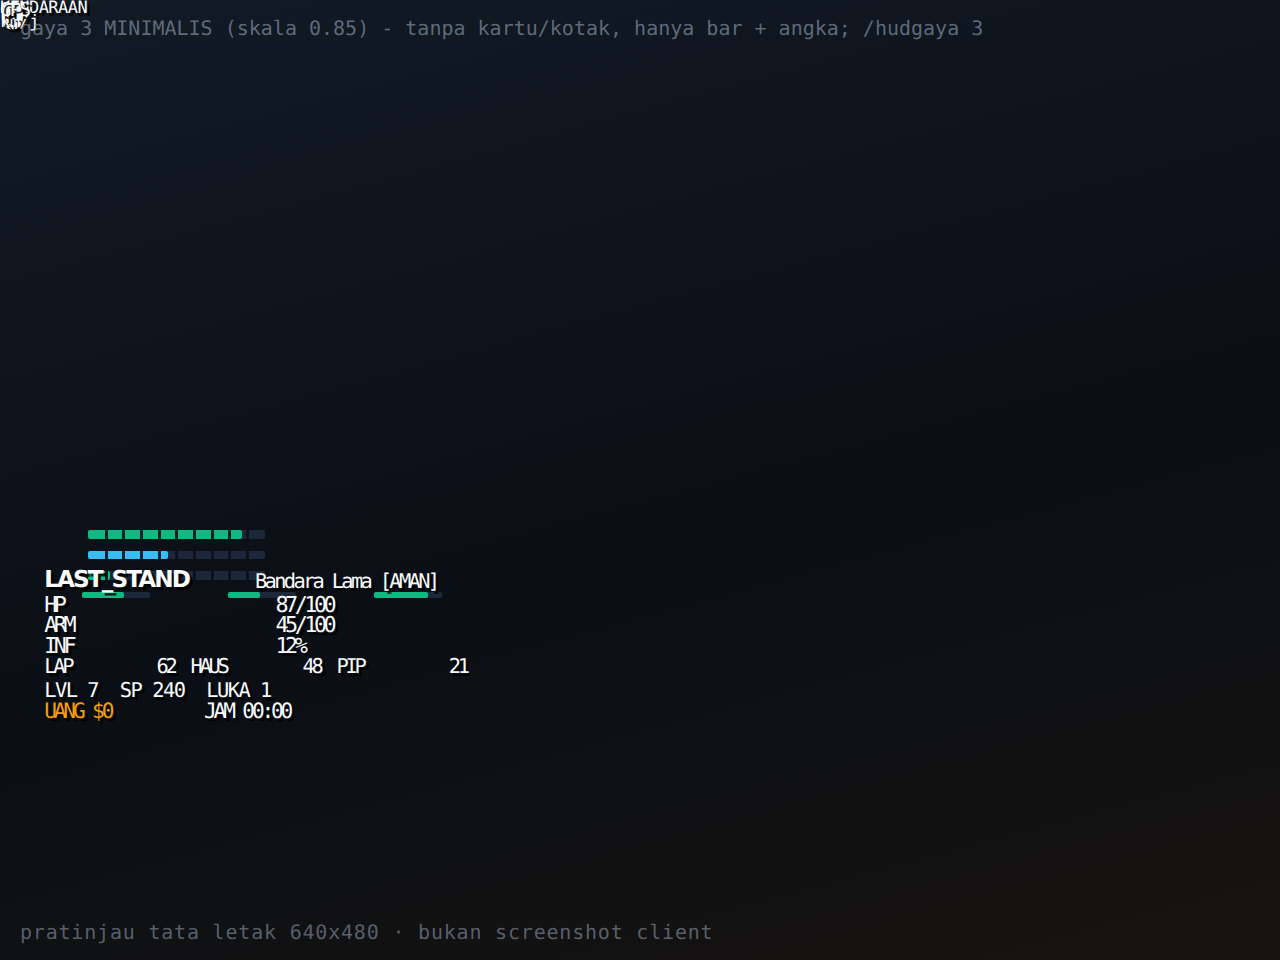 gaya 3 MINIMALIS (skala 0.85) - tanpa kartu/kotak, hanya bar + angka; /hudgaya 3
LAST_STAND Bandara Lama [AMAN]
HP 87/100
ARM 45/100
INF 12%
LAP 62 HAUS 48 PIP 21
LVL 7 SP 240 LUKA 1
UANG $0 JAM 00:00
pratinjau tata letak 640x480 · bukan screenshot client